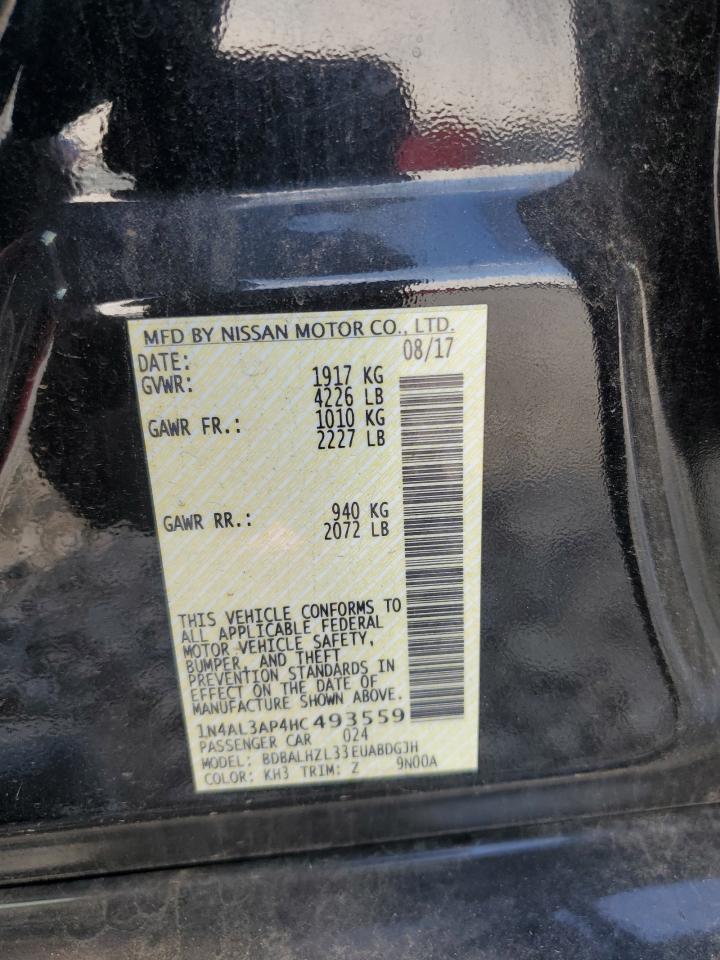 MFD BY NISSAN MOTOR CO., LTD.
DATE: 08/17
GVWR: 1917 KG
4226 LB
GAWR FR.: 1010 KG
2227 LB
GAWR RR.: 940 KG
2072 LB
THIS VEHICLE CONFORMS TO
ALL APPLICABLE FEDERAL
MOTOR VEHICLE SAFETY,
BUMPER, AND THEFT
PREVENTION STANDARDS IN
EFFECT ON THE DATE OF
MANUFACTURE SHOWN ABOVE.
1N4AL3AP4HC493559
PASSENGER CAR 024
MODEL: BDBALHZL33EUABDGJH
COLOR: KH3 TRIM: Z 9N00A